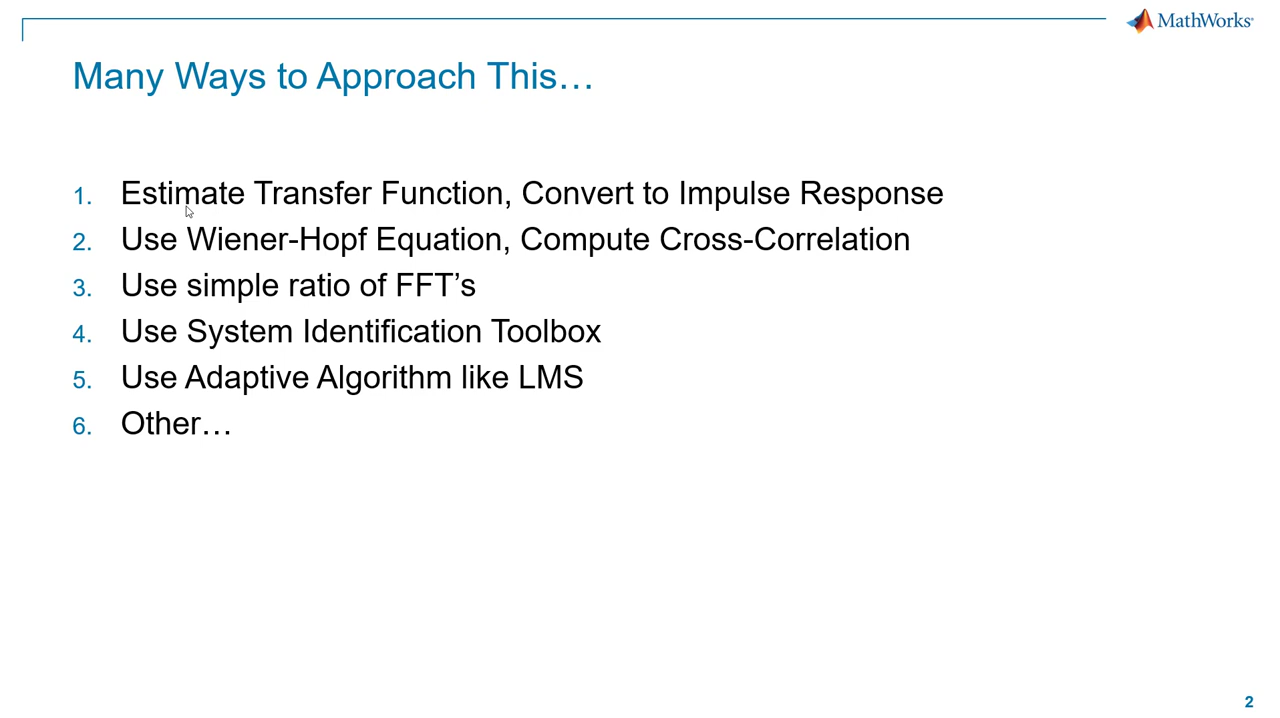 MathWorks®
Many Ways to Approach This…
1. Estimate Transfer Function, Convert to Impulse Response
2. Use Wiener-Hopf Equation, Compute Cross-Correlation
3. Use simple ratio of FFT’s
4. Use System Identification Toolbox
5. Use Adaptive Algorithm like LMS
6. Other…
2